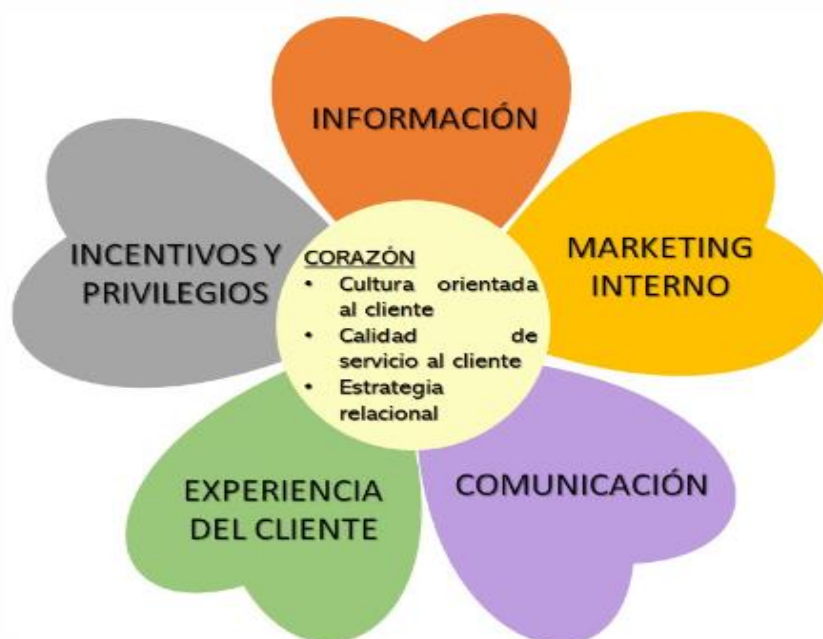 INFORMACIÓN
MARKETING
INTERNO
INCENTIVOS Y
PRIVILEGIOS
CORAZÓN
• Cultura orientada
al cliente
• Calidad de
servicio al cliente
• Estrategia
relacional
EXPERIENCIA
DEL CLIENTE
COMUNICACIÓN